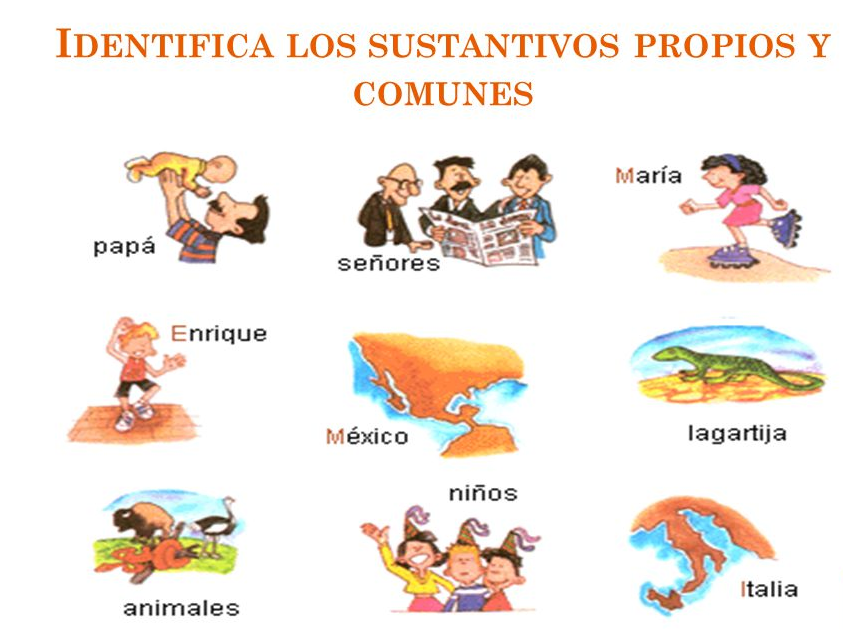 IDENTIFICA LOS SUSTANTIVOS PROPIOS Y
COMUNES
papá
señores
María
Enrique
México
lagartija
animales
niños
Italia